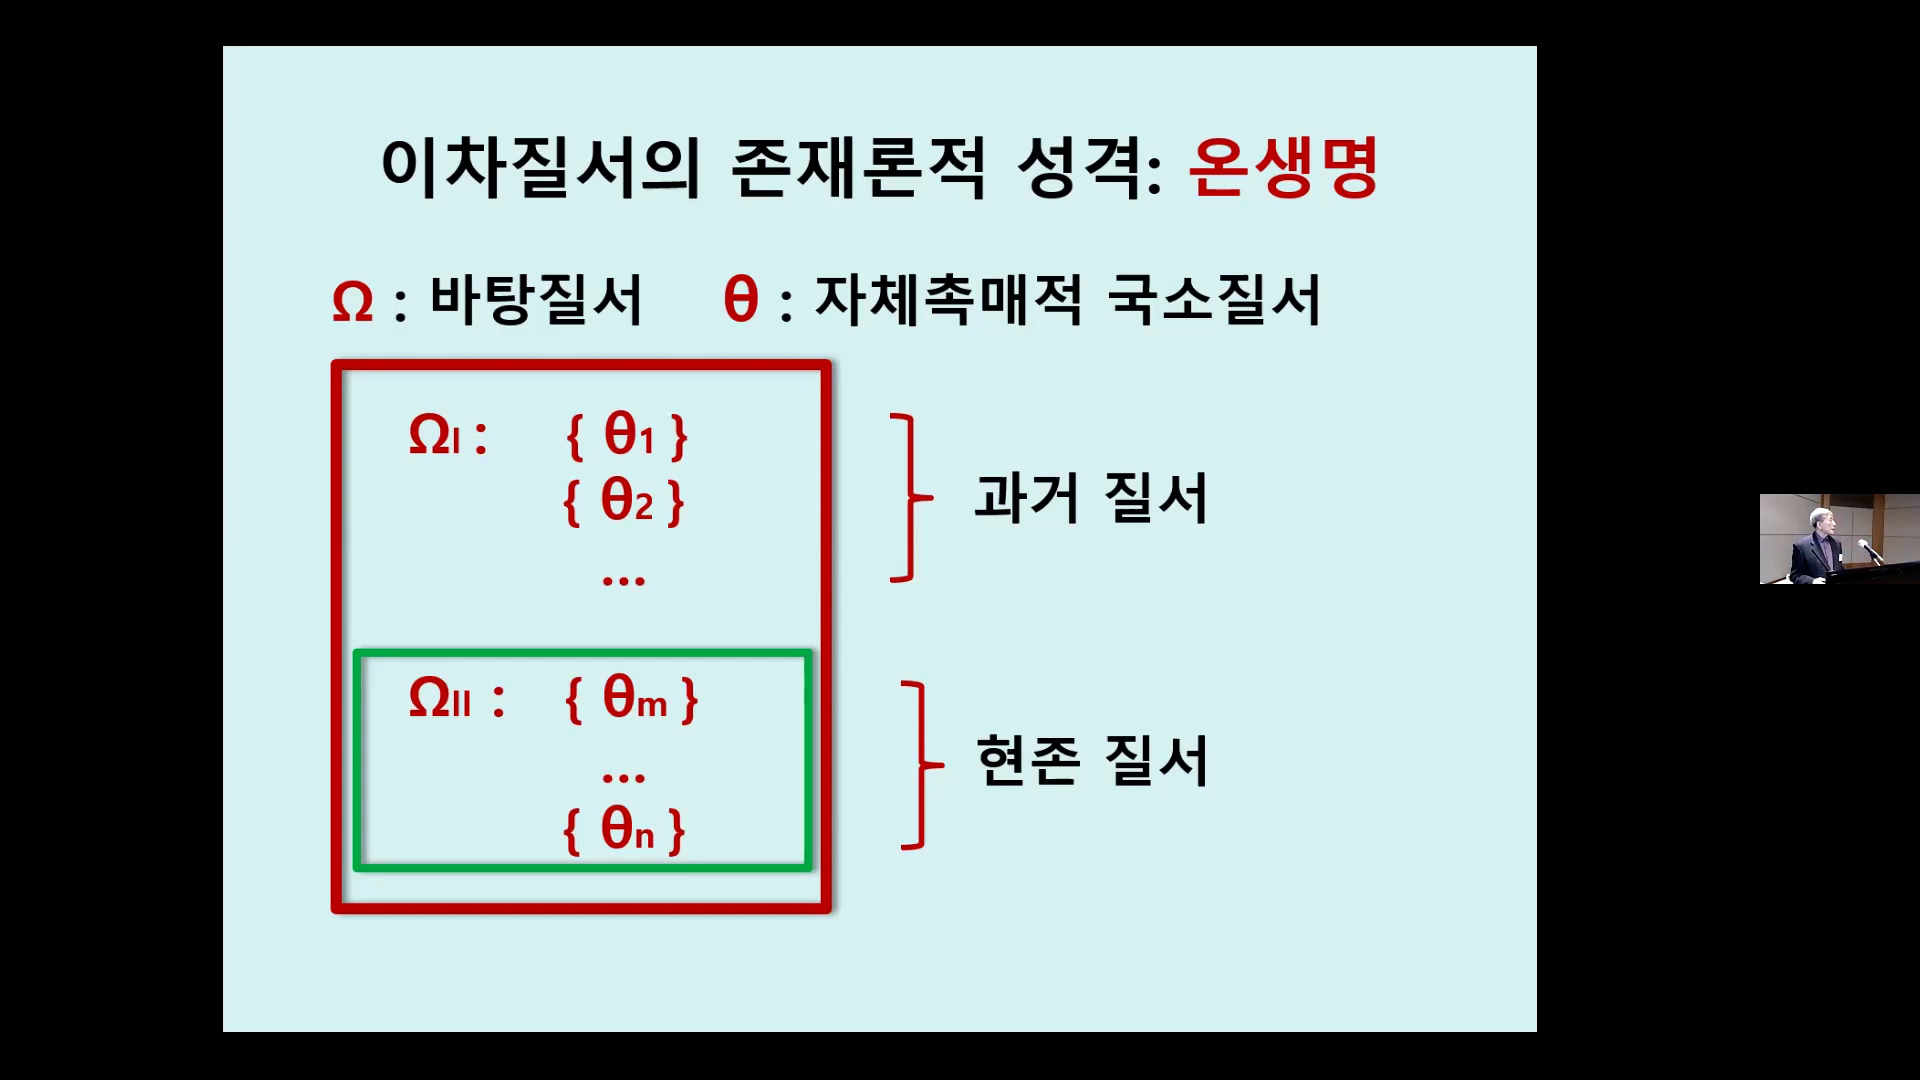 이차질서의 존재론적 성격: 온생명
Ω : 바탕질서 θ : 자체촉매적 국소질서
ΩI : { θ1 }
{ θ2 }
...
과거 질서
ΩII : { θm }
...
{ θn }
현존 질서